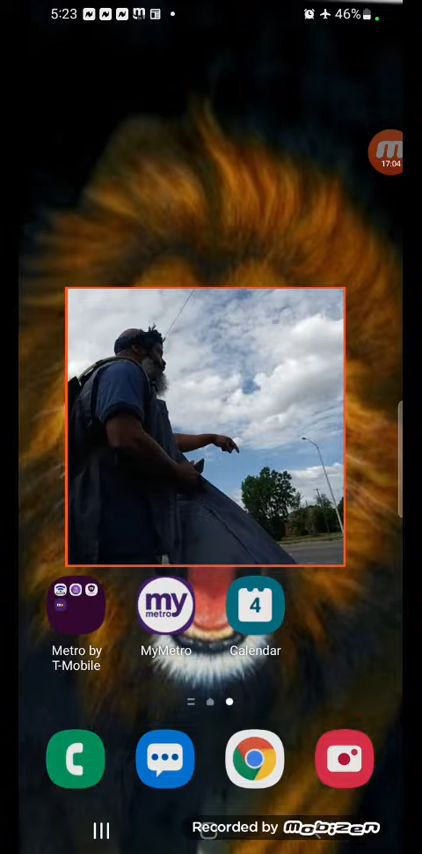 5:23
46%
17:04
my
metro
4
Metro by
T-Mobile
MyMetro
Calendar
Recorded by Mobizen